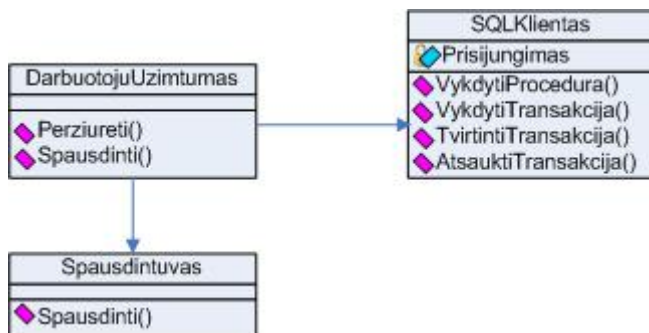 SQLKlientas
Prisijungimas
VykdytiProcedura()
VykdytiTransakcija()
TvirtintiTransakcija()
AtsauktiTransakcija()
DarbuotojuUzimtumas
Perziureti()
Spausdinti()
Spausdintuvas
Spausdinti()